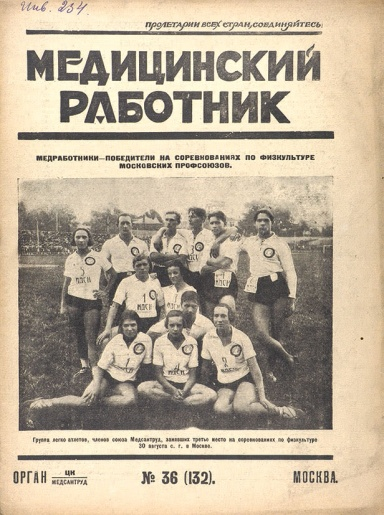 Инв. 234
ПРОЛЕТАРИИ ВСЕХ СТРАН, СОЕДИНЯЙТЕСЬ!
МЕДИЦИНСКИЙ
РАБОТНИК
МЕДРАБОТНИКИ—ПОБЕДИТЕЛИ НА СОРЕВНОВАНИЯХ ПО ФИЗКУЛЬТУРЕ
МОСКОВСКИХ ПРОФСОЮЗОВ.
Группа легко-атлетов, членов союза Медсантруд, занявших третье место на соревнованиях по физкультуре
30 августа с. г. в Москве.
ОРГАН ЦК МЕДСАНТРУД № 36 (132). МОСКВА.